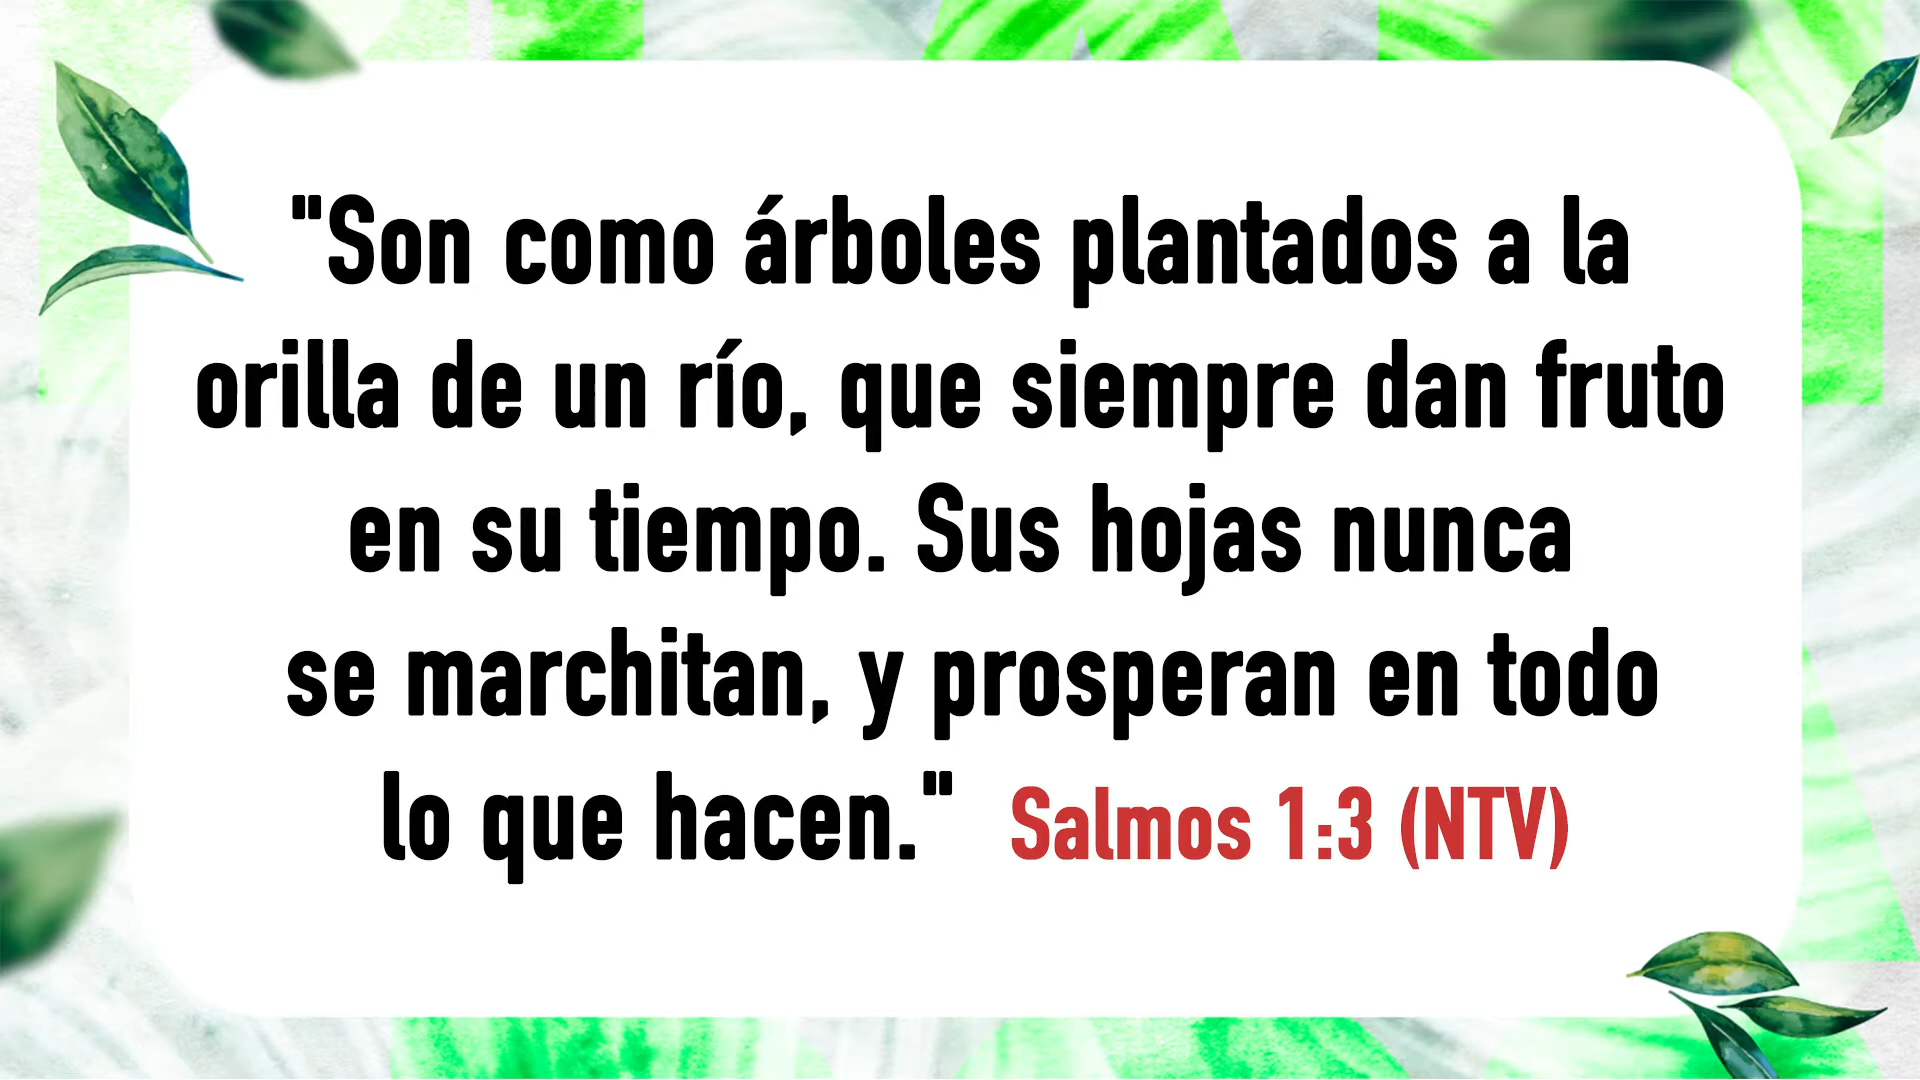 "Son como árboles plantados a la
orilla de un río, que siempre dan fruto
en su tiempo. Sus hojas nunca
se marchitan, y prosperan en todo
lo que hacen." Salmos 1:3 (NTV)